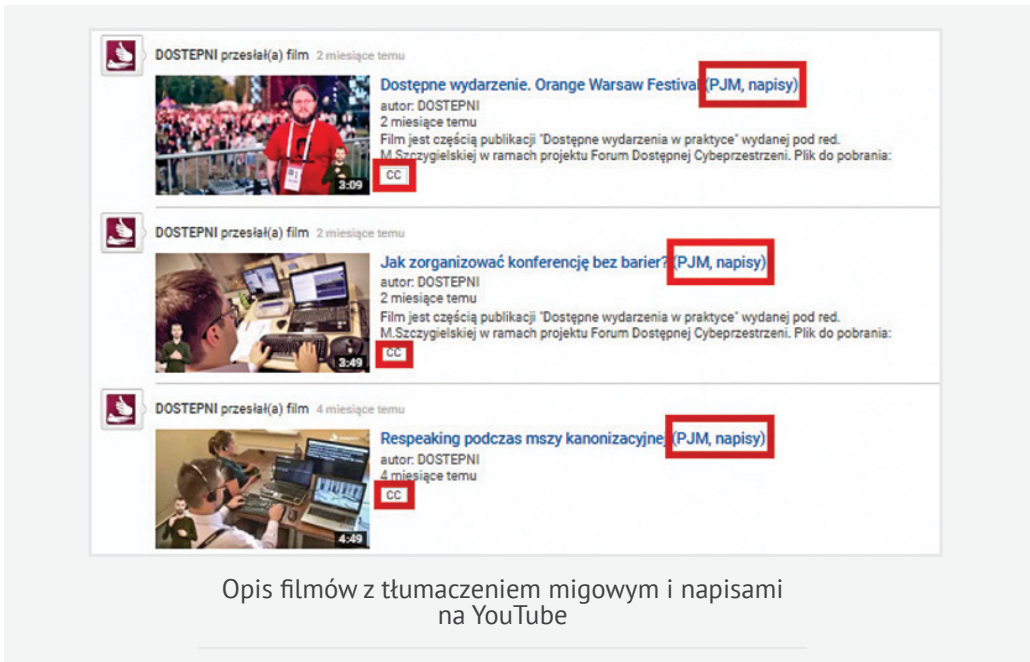 DOSTEPNI przesłał(a) film 2 miesiące temu
Dostępne wydarzenie. Orange Warsaw Festival (PJM, napisy)
autor: DOSTEPNI
2 miesiące temu
Film jest częścią publikacji "Dostępne wydarzenia w praktyce" wydanej pod red.
M.Szczygielskiej w ramach projektu Forum Dostępnej Cyberprzestrzeni. Plik do pobrania:
CC
3:09
DOSTEPNI przesłał(a) film 2 miesiące temu
Jak zorganizować konferencję bez barier? (PJM, napisy)
autor: DOSTEPNI
2 miesiące temu
Film jest częścią publikacji "Dostępne wydarzenia w praktyce" wydanej pod red.
M.Szczygielskiej w ramach projektu Forum Dostępnej Cyberprzestrzeni. Plik do pobrania:
CC
3:49
DOSTEPNI przesłał(a) film 4 miesiące temu
Respeaking podczas mszy kanonizacyjnej (PJM, napisy)
autor: DOSTEPNI
4 miesiące temu
CC
4:49
Opis filmów z tłumaczeniem migowym i napisami
na YouTube